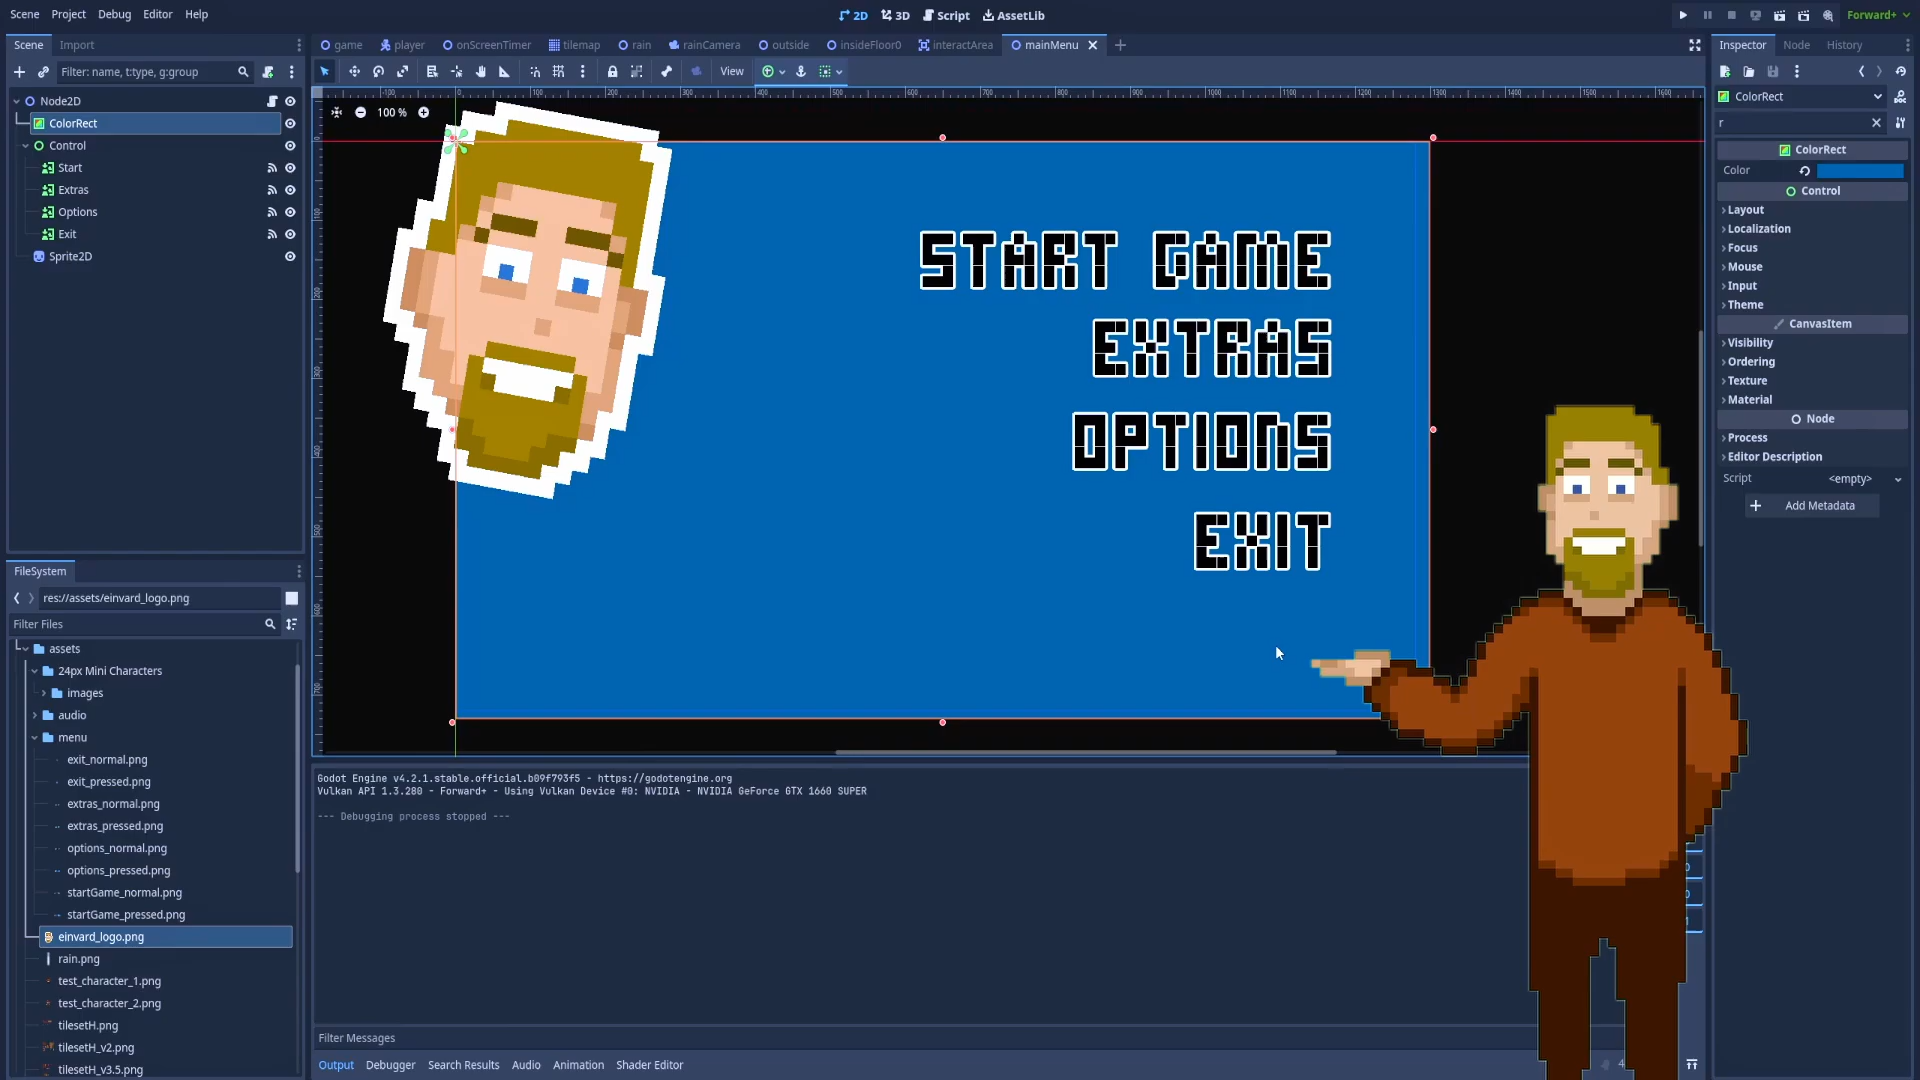 Scene Project Debug Editor Help
2D 3D Script AssetLib
Forward+
Scene Import
game player onScreenTimer tilemap rain rainCamera outside insideFloor0 interactArea mainMenu
Inspector Node History
Filter: name, t:type, g:group
View
Node2D
ColorRect
Control
Start
Extras
Options
Exit
Sprite2D
100 %
START GAME
EXTRAS
OPTIONS
EXIT
ColorRect
r
ColorRect
Color
Control
Layout
Localization
Focus
Mouse
Input
Theme
CanvasItem
Visibility
Ordering
Texture
Material
Node
Process
Editor Description
Script <empty>
Add Metadata
FileSystem
res://assets/einvard_logo.png
Filter Files
assets
24px Mini Characters
images
audio
menu
exit_normal.png
exit_pressed.png
extras_normal.png
extras_pressed.png
options_normal.png
options_pressed.png
startGame_normal.png
startGame_pressed.png
einvard_logo.png
rain.png
test_character_1.png
test_character_2.png
tilesetH.png
tilesetH_v2.png
tilesetH_v3.5.png
Godot Engine v4.2.1.stable.official.b09f793f5 - https://godotengine.org
Vulkan API 1.3.280 - Forward+ - Using Vulkan Device #0: NVIDIA - NVIDIA GeForce GTX 1660 SUPER
--- Debugging process stopped ---
Filter Messages
Output Debugger Search Results Audio Animation Shader Editor